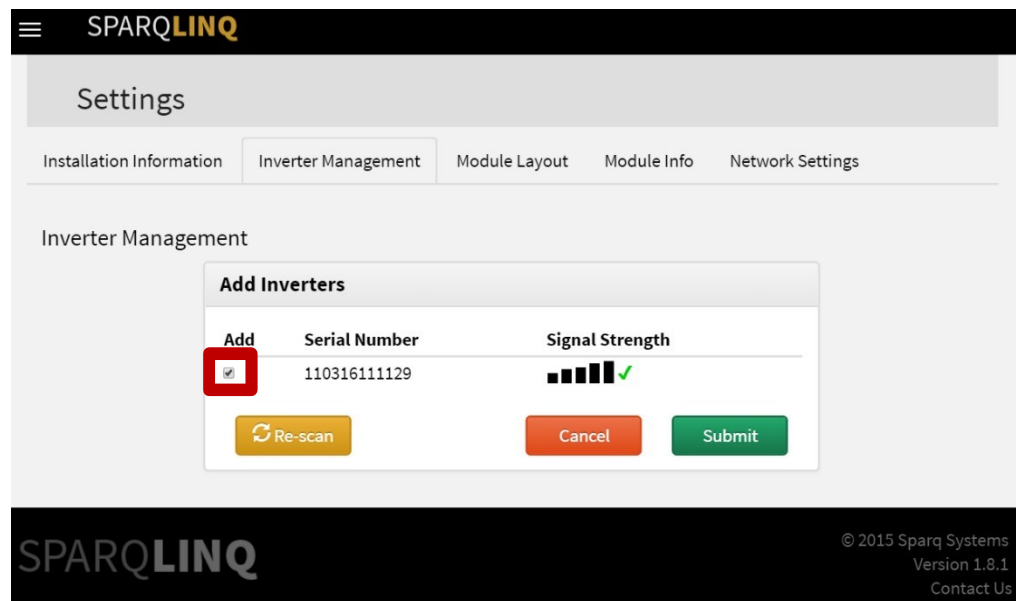 SPARQLINQ
Settings
Installation Information Inverter Management Module Layout Module Info Network Settings
Inverter Management
Add Inverters
Add Serial Number Signal Strength
110316111129
Re-scan Cancel Submit
SPARQLINQ
© 2015 Sparq Systems
Version 1.8.1
Contact Us